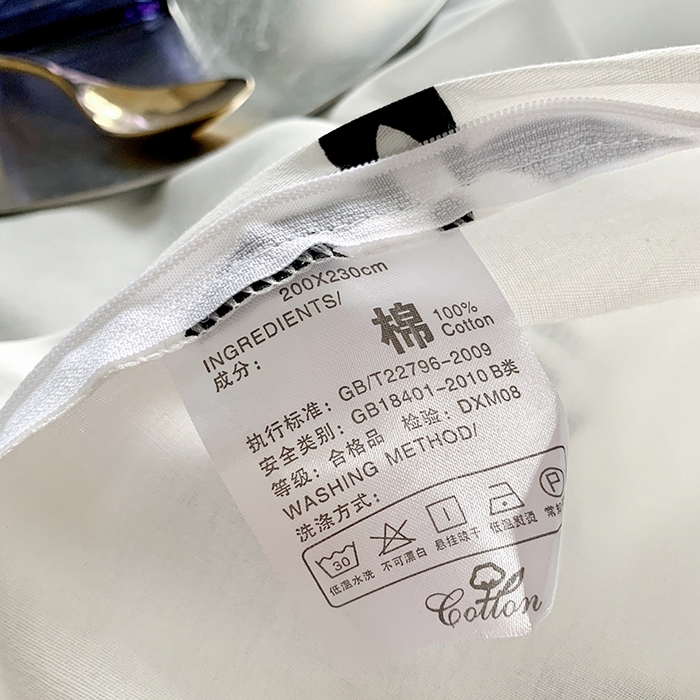 200X230cm
INGREDIENTS/
成分： 棉 100% Cotton
执行标准：GB/T22796-2009
安全类别：GB18401-2010 B类
等级：合格品 检验：DXM08
WASHING METHOD/
洗涤方式：
30 P
低温水洗 不可漂白 悬挂晾干 低温熨烫 常规
Cotton